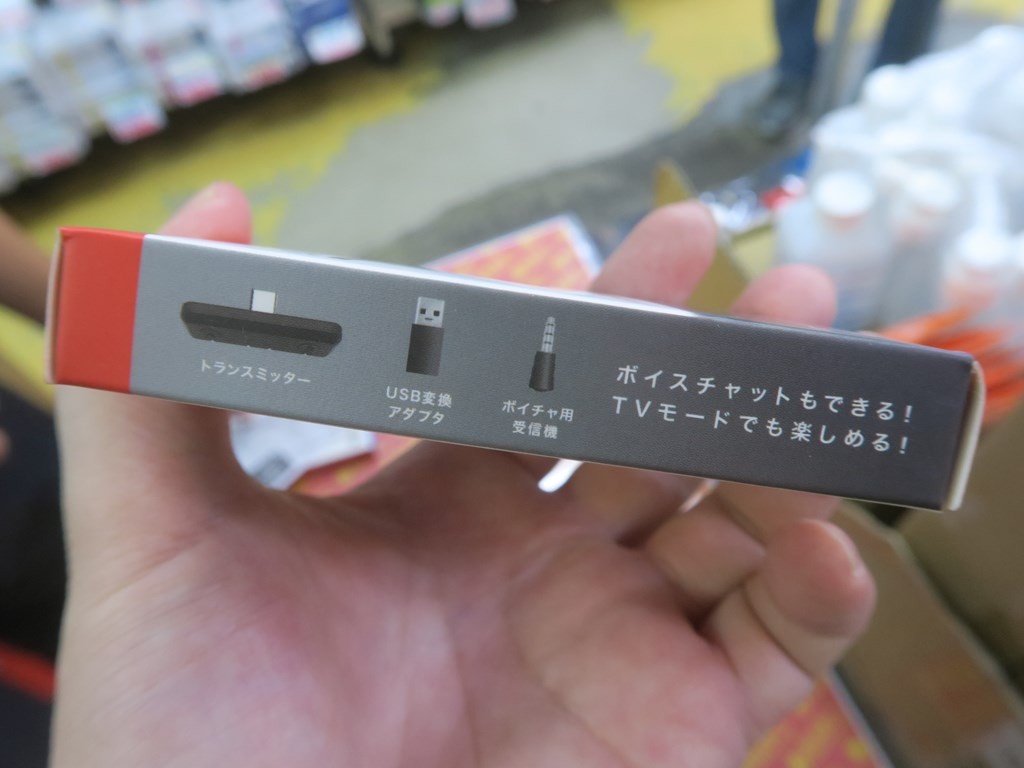 トランスミッター
USB変換
アダプタ
ボイチャ用
受信機
ボイスチャットもできる!
TVモードでも楽しめる!